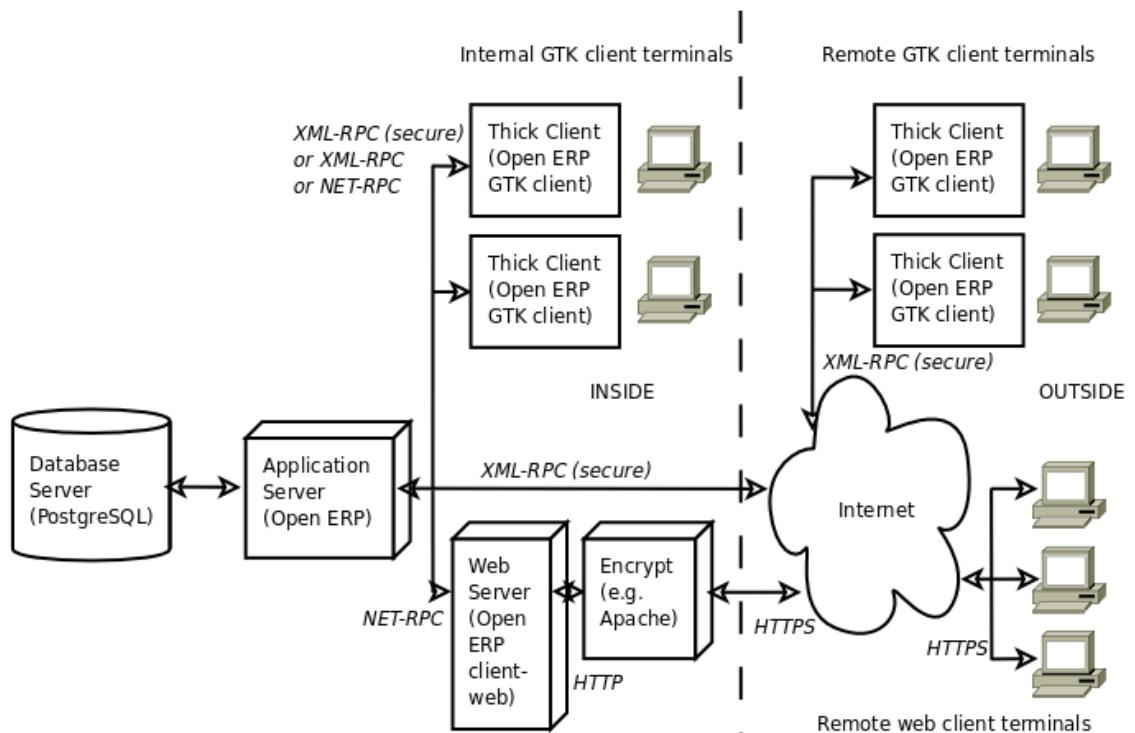 Internal GTK client terminals
Remote GTK client terminals
XML-RPC (secure)
or XML-RPC
or NET-RPC
Thick Client
(Open ERP
GTK client)
Thick Client
(Open ERP
GTK client)
Thick Client
(Open ERP
GTK client)
Thick Client
(Open ERP
GTK client)
XML-RPC (secure)
INSIDE
OUTSIDE
Database
Server
(PostgreSQL)
Application
Server
(Open ERP)
XML-RPC (secure)
Internet
Web
Server
(Open
ERP
client-
web)
Encrypt
(e.g.
Apache)
NET-RPC
HTTP
HTTPS
HTTPS
Remote web client terminals